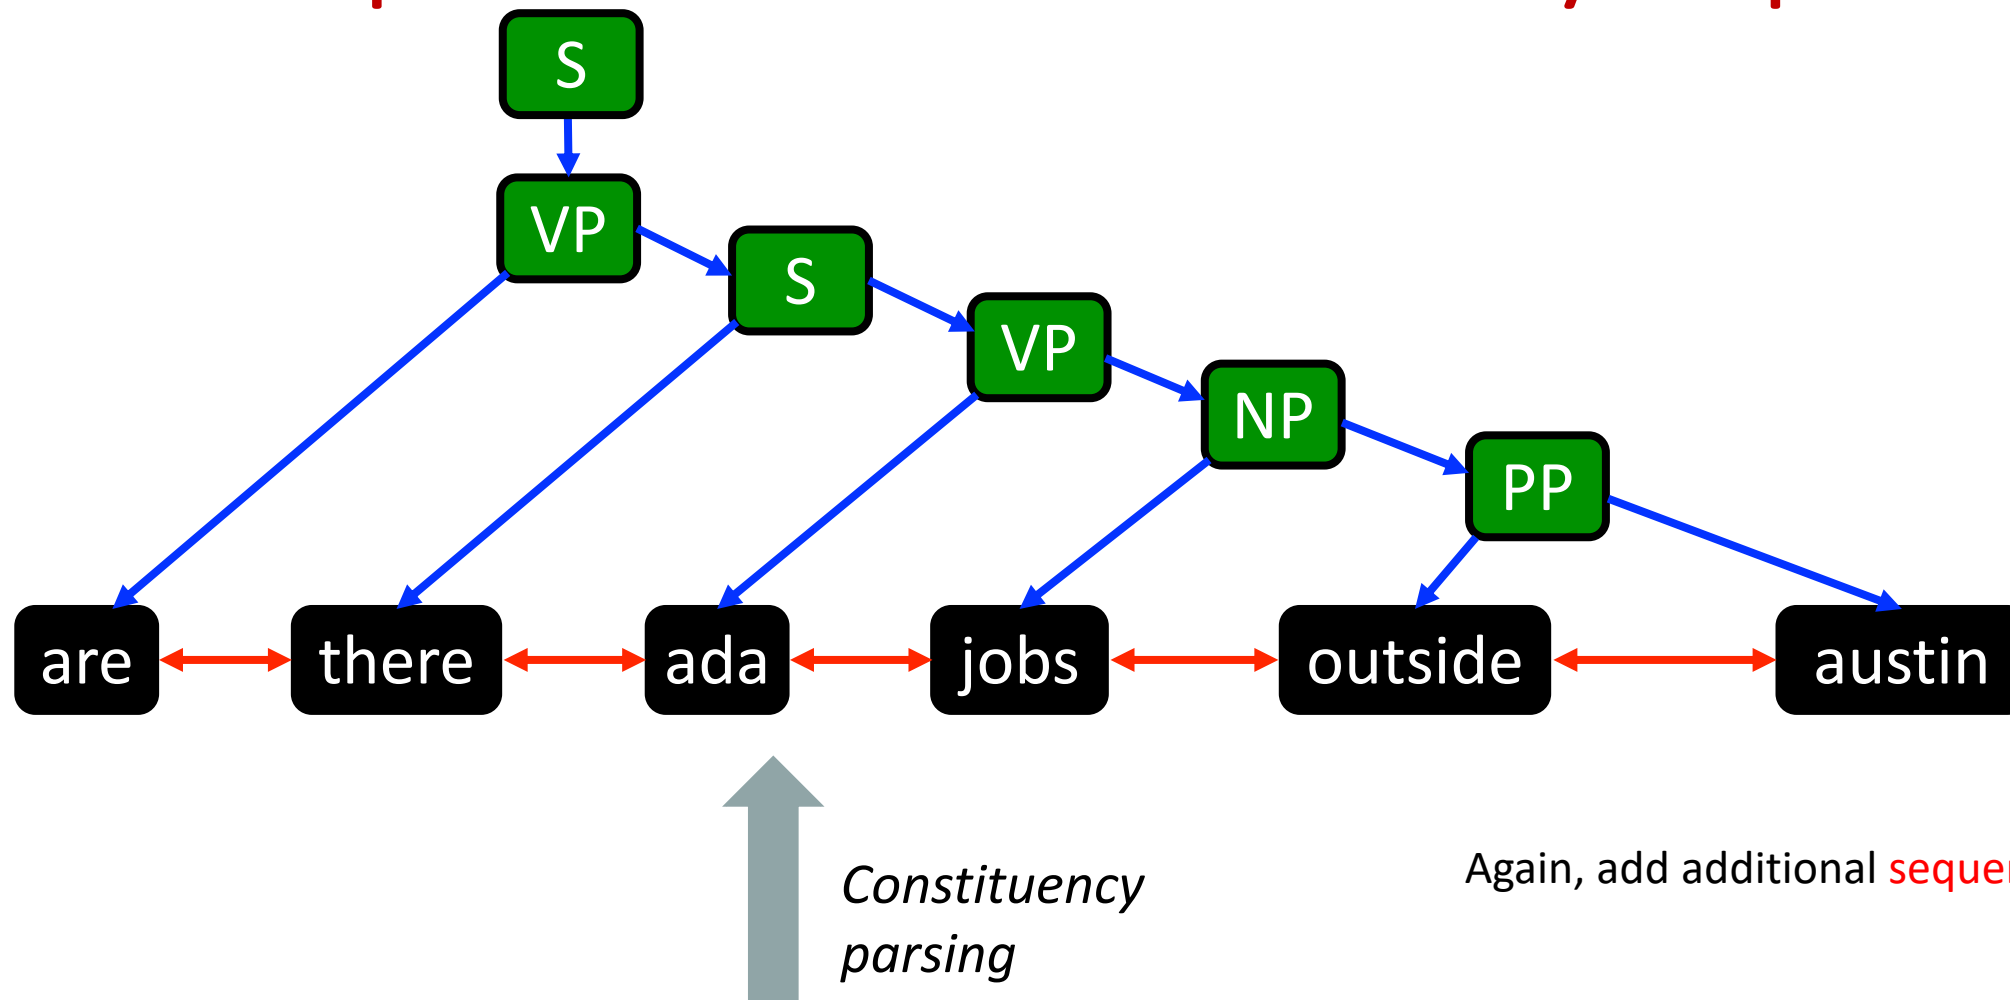 S
VP
S
VP
NP
PP
are there ada jobs outside austin
Constituency
parsing
Again, add additional